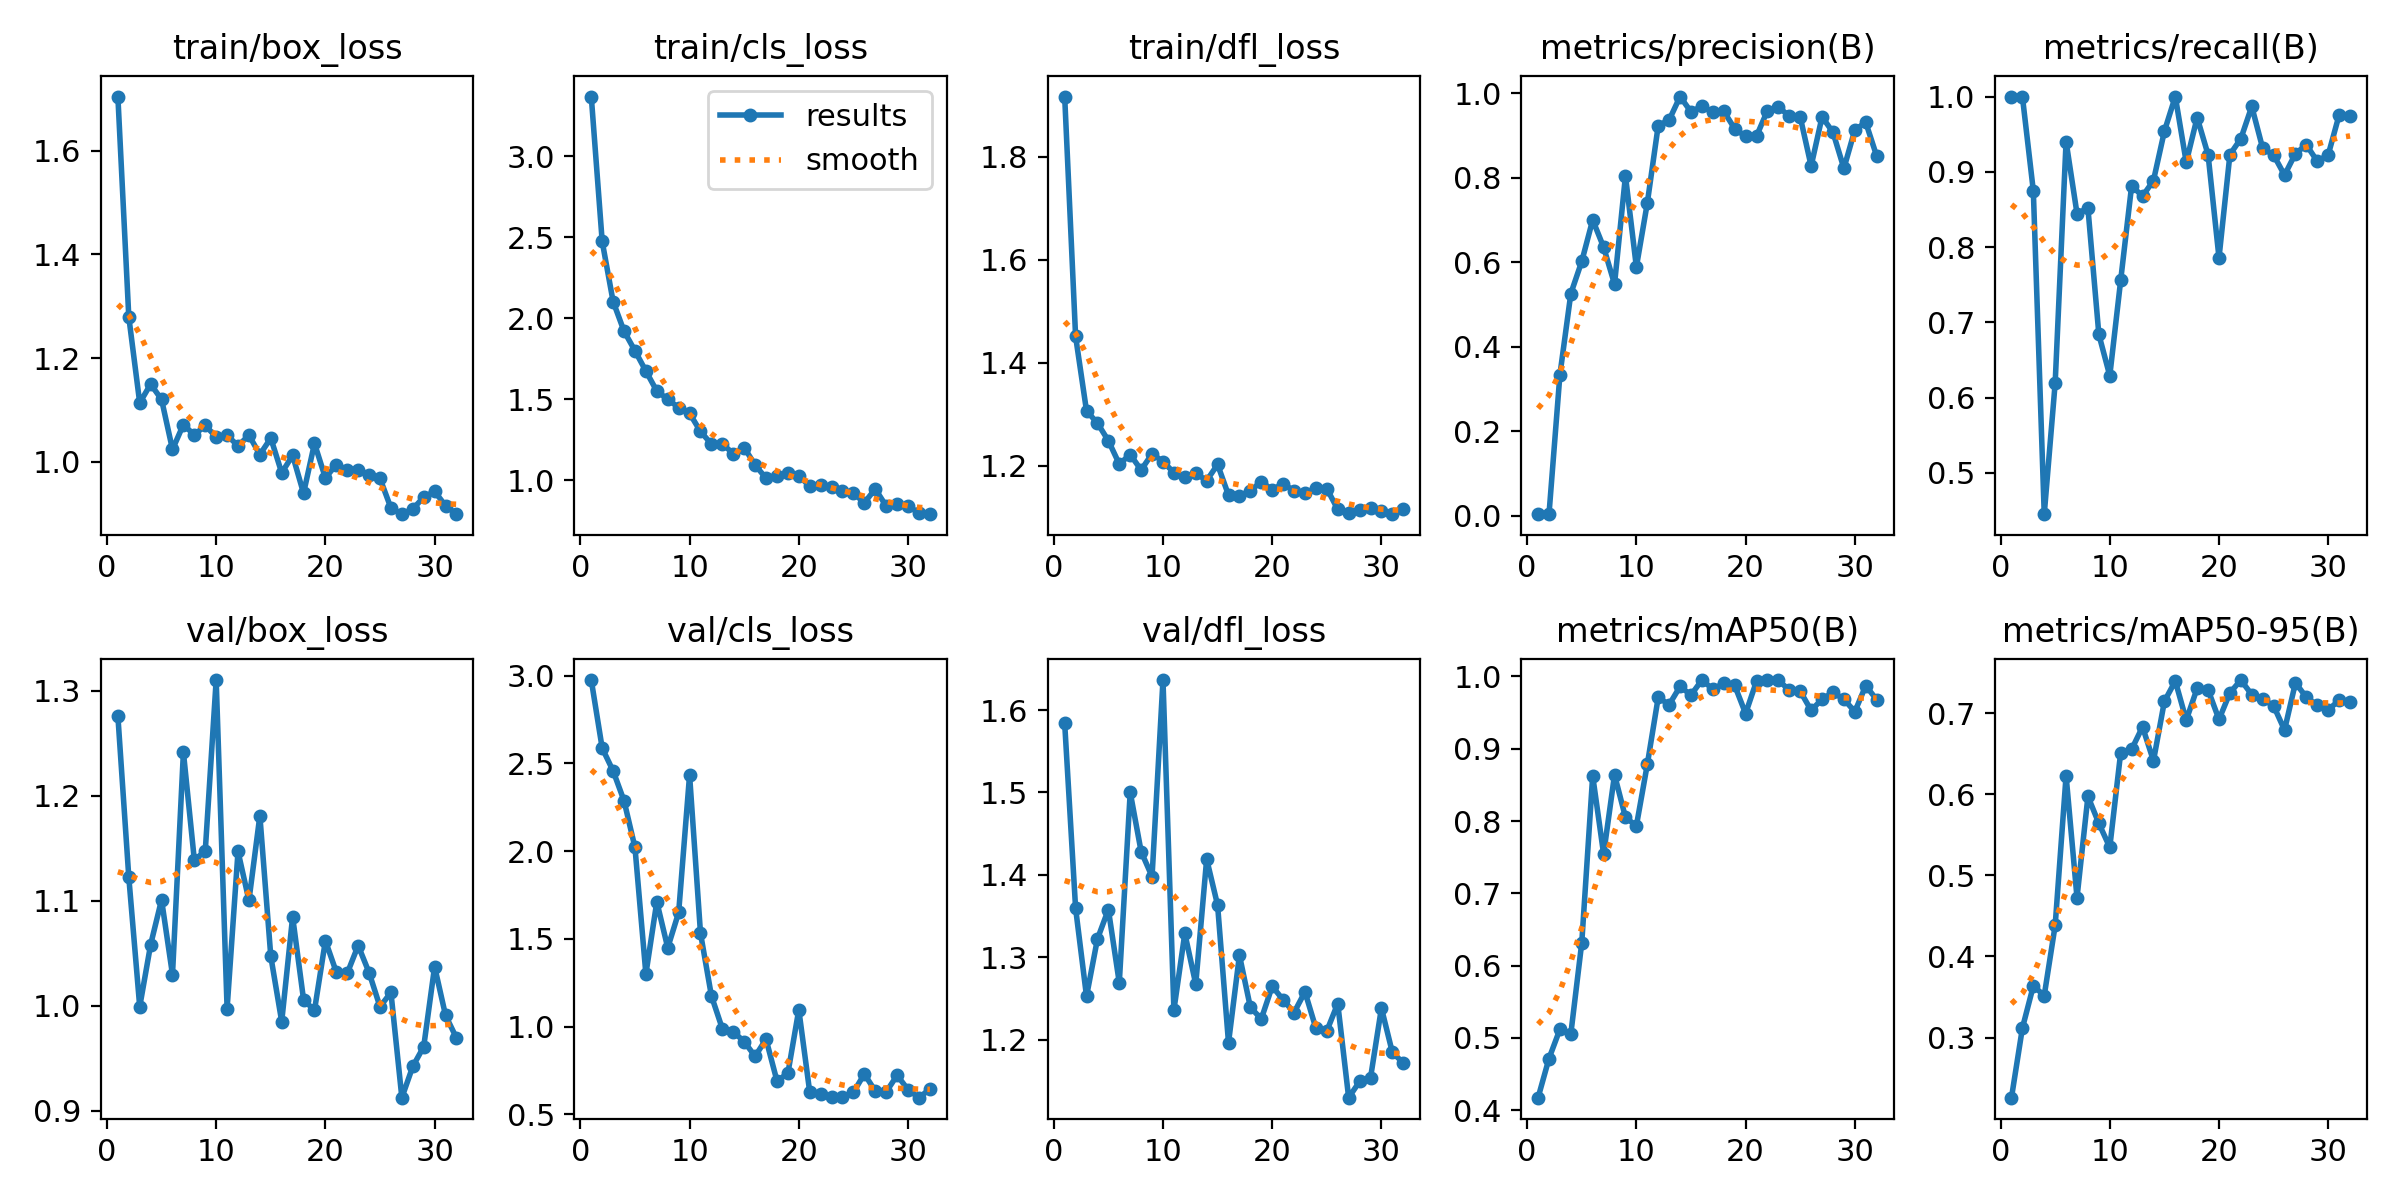 train/box_loss
train/cls_loss
train/dfl_loss
metrics/precision(B)
metrics/recall(B)
1.6
1.4
1.2
1.0
0 10 20 30
3.0
2.5
2.0
1.5
1.0
results
smooth
0 10 20 30
1.8
1.6
1.4
1.2
0 10 20 30
1.0
0.8
0.6
0.4
0.2
0.0
0 10 20 30
1.0
0.9
0.8
0.7
0.6
0.5
0 10 20 30
val/box_loss
val/cls_loss
val/dfl_loss
metrics/mAP50(B)
metrics/mAP50-95(B)
1.3
1.2
1.1
1.0
0.9
0 10 20 30
3.0
2.5
2.0
1.5
1.0
0.5
0 10 20 30
1.6
1.5
1.4
1.3
1.2
0 10 20 30
1.0
0.9
0.8
0.7
0.6
0.5
0.4
0 10 20 30
0.7
0.6
0.5
0.4
0.3
0 10 20 30